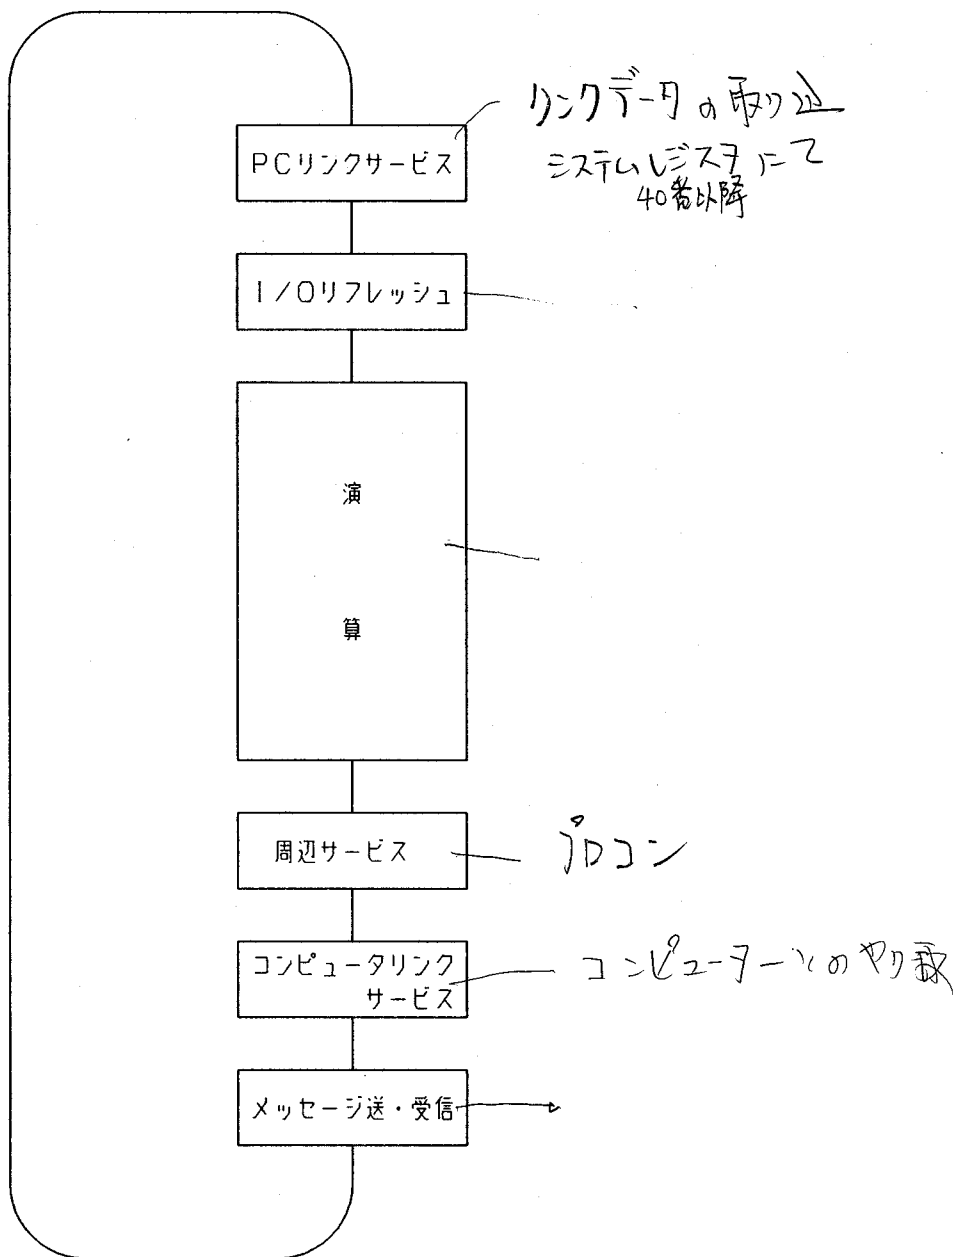 PCリンクサービス
リンクデータの取り込
システムレジスタにて
40番以降
I/Oリフレッシュ
演
算
周辺サービス
プロコン
コンピュータリンク
サービス
コンピューターとのやり取
メッセージ送・受信